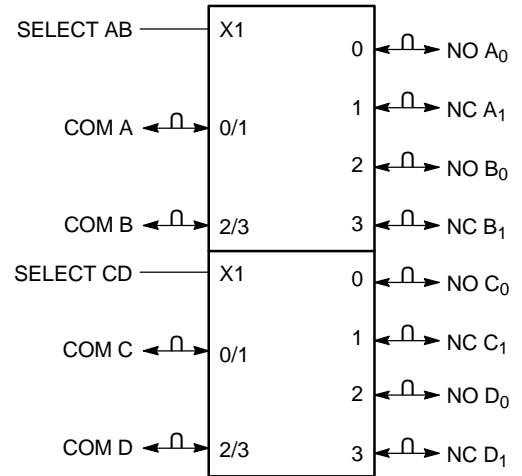 SELECT AB X1
0 NO A0
1 NC A1
COM A 0/1
2 NO B0
COM B 2/3 3 NC B1
SELECT CD X1 0 NO C0
1 NC C1
COM C 0/1
2 NO D0
COM D 2/3 3 NC D1